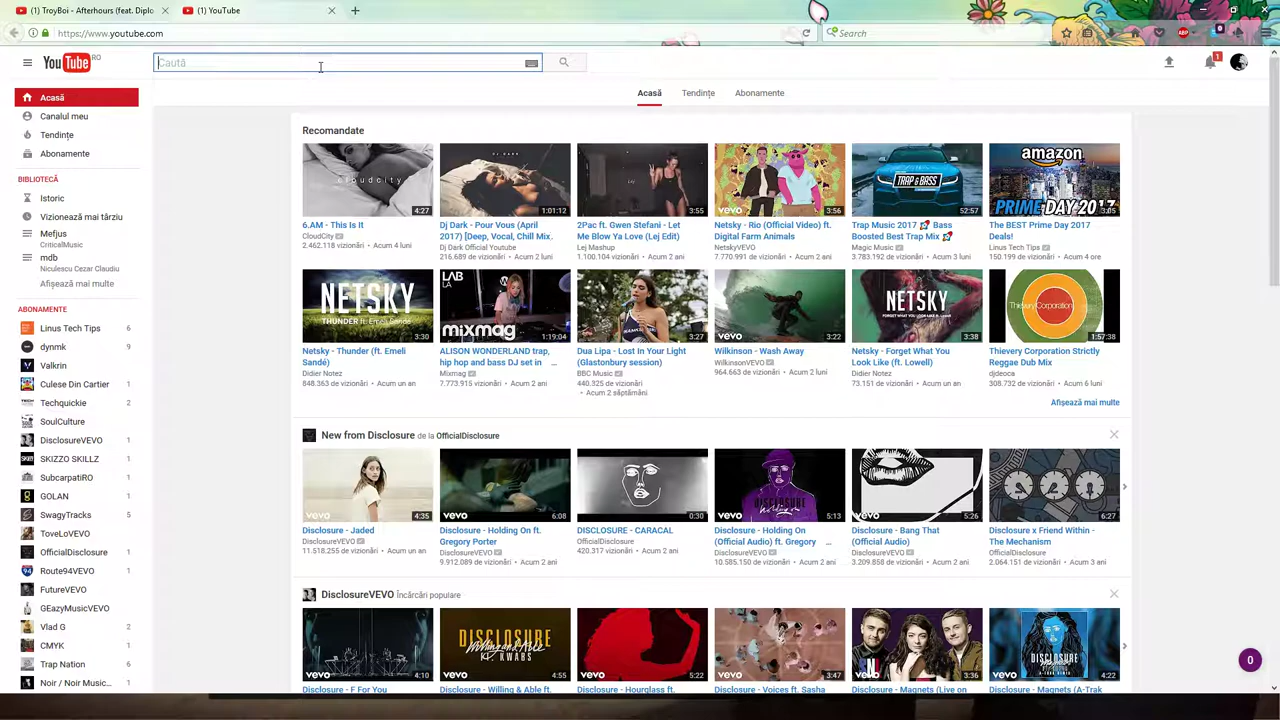 (1) TroyBoi - Afterhours (feat. Diplo
(1) YouTube
https://www.youtube.com
Search
ABP
YouTube RO
Caută
1
Acasă
Tendințe
Abonamente
Acasă
Canalul meu
Tendințe
Abonamente
BIBLIOTECĂ
Istoric
Vizionează mai târziu
Mefjus
CriticalMusic
mdb
Niculescu Cezar Claudiu
Afișează mai multe
ABONAMENTE
Linus Tech Tips 6
dynmk 9
Valkrin
Culese Din Cartier 1
Techquickie 2
SoulCulture
DisclosureVEVO 1
SKIZZO SKILLZ 1
SubcarpatiRO 1
GOLAN 1
SwagyTracks 5
ToveLoVEVO
OfficialDisclosure 1
Route94VEVO 1
FutureVEVO 1
GEazyMusicVEVO
Vlad G 2
CMYK 1
Trap Nation 6
Noir / Noir Music... 1
Recomandate
cloudcity
4:27
DJ DARK
1:01:12
Lej
3:55
3:56
TRAP & BASS
52:57
amazon
PRIME DAY 2017
3:05
6.AM - This Is It
CloudCity
2.462.118 vizionări • Acum 4 luni
Dj Dark - Pour Vous (April
2017) [Deep, Vocal, Chill Mix.
Dj Dark Official Youtube
216.689 de vizionări • Acum 2 luni
2Pac ft. Gwen Stefani - Let
Me Blow Ya Love (Lej Edit)
Lej Mashup
1.100.104 vizionări • Acum 2 ani
Netsky - Rio (Official Video) ft.
Digital Farm Animals
NetskyVEVO
7.770.991 de vizionări • Acum 2 ani
Trap Music 2017 🚀 Bass
Boosted Best Trap Mix 🚀
Magic Music
3.783.192 de vizionări • Acum 3 luni
The BEST Prime Day 2017
Deals!
Linus Tech Tips
150.199 de vizionări • Acum 4 ore
NETSKY
THUNDER ft. Emeli Sandé
3:30
LAB
LA
mixmag
1:19:04
3:27
vevo
3:22
NETSKY
3:38
Thievery Corporation
1:57:38
Netsky - Thunder (ft. Emeli
Sandé)
Didier Notez
848.363 de vizionări • Acum un an
ALISON WONDERLAND trap,
hip hop and bass DJ set in ...
Mixmag
7.773.915 vizionări • Acum 2 ani
Dua Lipa - Lost In Your Light
(Glastonbury session)
BBC Music
440.325 de vizionări
• Acum 2 săptămâni
Wilkinson - Wash Away
WilkinsonVEVO
964.663 de vizionări • Acum 2 luni
Netsky - Forget What You
Look Like (ft. Lowell)
Didier Notez
73.151 de vizionări • Acum un an
Thievery Corporation Strictly
Reggae Dub Mix
djdeoca
308.732 de vizionări • Acum 6 luni
Afișează mai multe
New from Disclosure de la OfficialDisclosure
vevo
4:35
6:08
0:30
vevo
5:13
vevo
5:26
6:27
Disclosure - Jaded
DisclosureVEVO
11.518.255 de vizionări • Acum un an
Disclosure - Holding On ft.
Gregory Porter
DisclosureVEVO
9.912.089 de vizionări • Acum 2 ani
DISCLOSURE - CARACAL
OfficialDisclosure
420.317 vizionări • Acum 2 ani
Disclosure - Holding On
(Official Audio) ft. Gregory ...
DisclosureVEVO
10.585.150 de vizionări • Acum 2 ani
Disclosure - Bang That
(Official Audio)
DisclosureVEVO
3.209.858 de vizionări • Acum 2 ani
Disclosure x Friend Within -
The Mechanism
OfficialDisclosure
2.064.151 de vizionări • Acum 3 ani
DisclosureVEVO Încărcări populare
vevo
4:10
DISCLOSURE
KWABS
vevo
4:55
vevo
5:22
vevo
3:47
3:36
DISCLOSURE
vevo
4:22
0
Disclosure - F For You
Disclosure - Willing & Able ft.
Disclosure - Hourglass ft.
Disclosure - Voices ft. Sasha
Disclosure - Magnets (Live on
Disclosure - Magnets (A-Trak